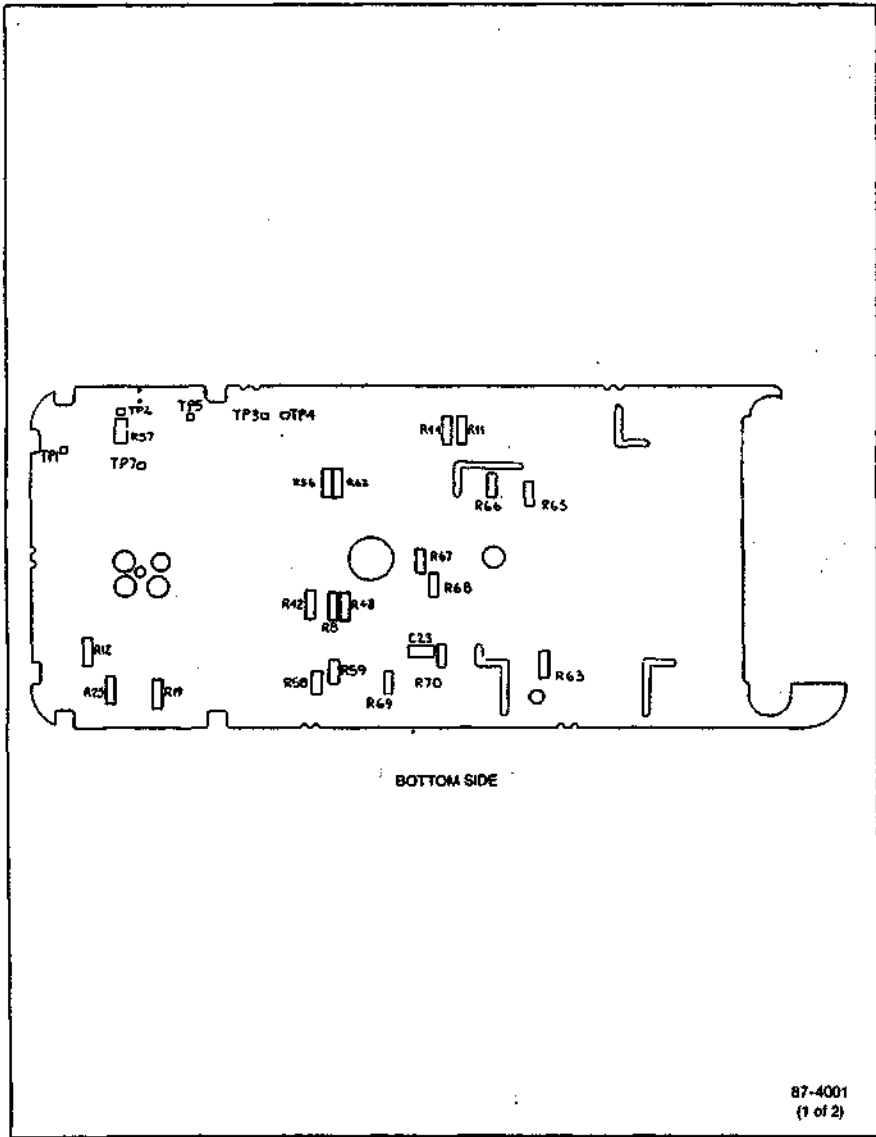 TP2
TP5
TP3
TP4
R57
R11
TP1
TP7
R56
R62
R66
R65
R67
R68
R42
R8
R48
C23
R12
R59
R58
R70
R63
R69
R25
R19
BOTTOM SIDE
87-4001
(1 of 2)